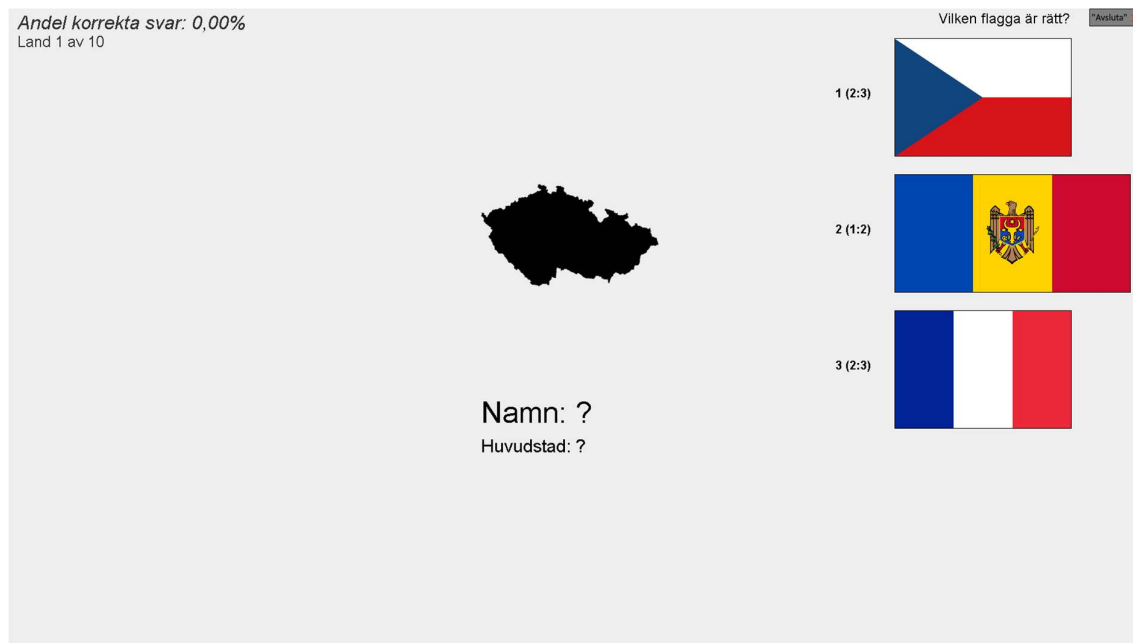 Andel korrekta svar: 0,00%
Land 1 av 10
Vilken flagga är rätt?
"Avsluta"
1 (2:3)
2 (1:2)
3 (2:3)
Namn: ?
Huvudstad: ?